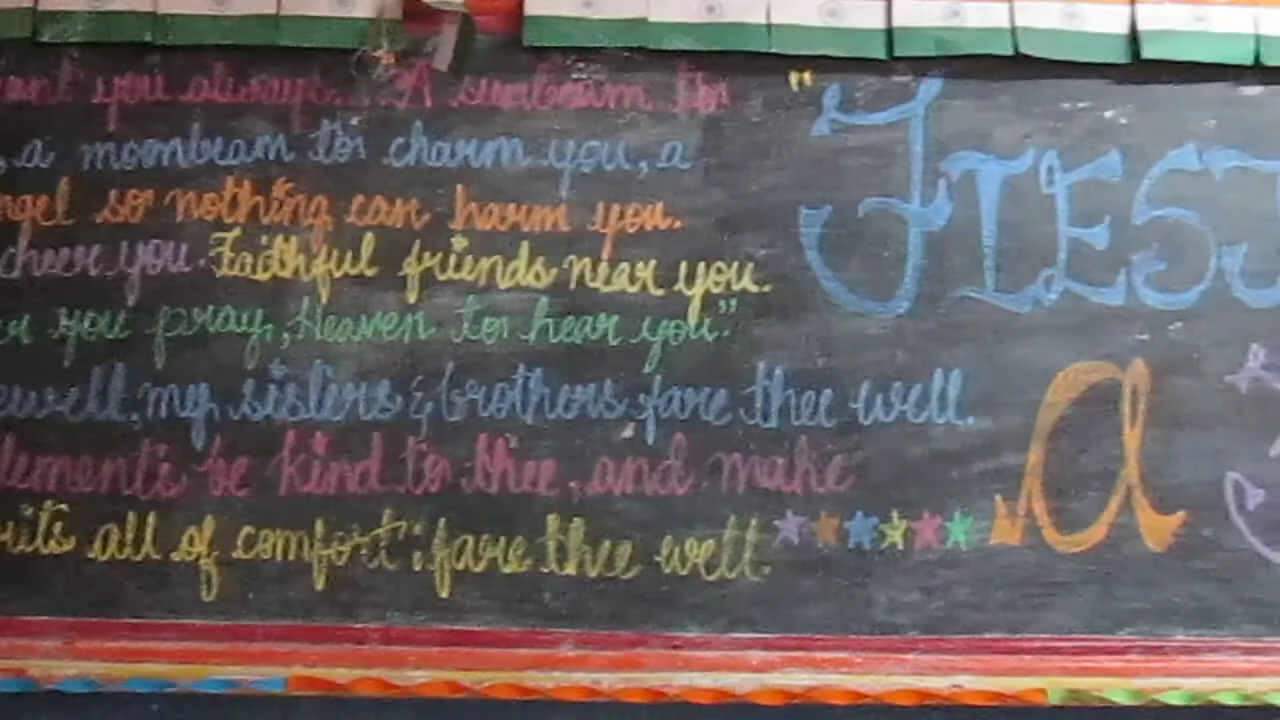 you always... A sunbeam to
, a moonbeam to charm you, a
ngel so nothing can harm you.
cheer you. Faithful friends near you.
er you pray, Heaven to hear you."
ewell, my sisters & brothers, fare thee well.
lements be kind to thee, and make
rits all of comfort: fare thee well.
"FIES
a